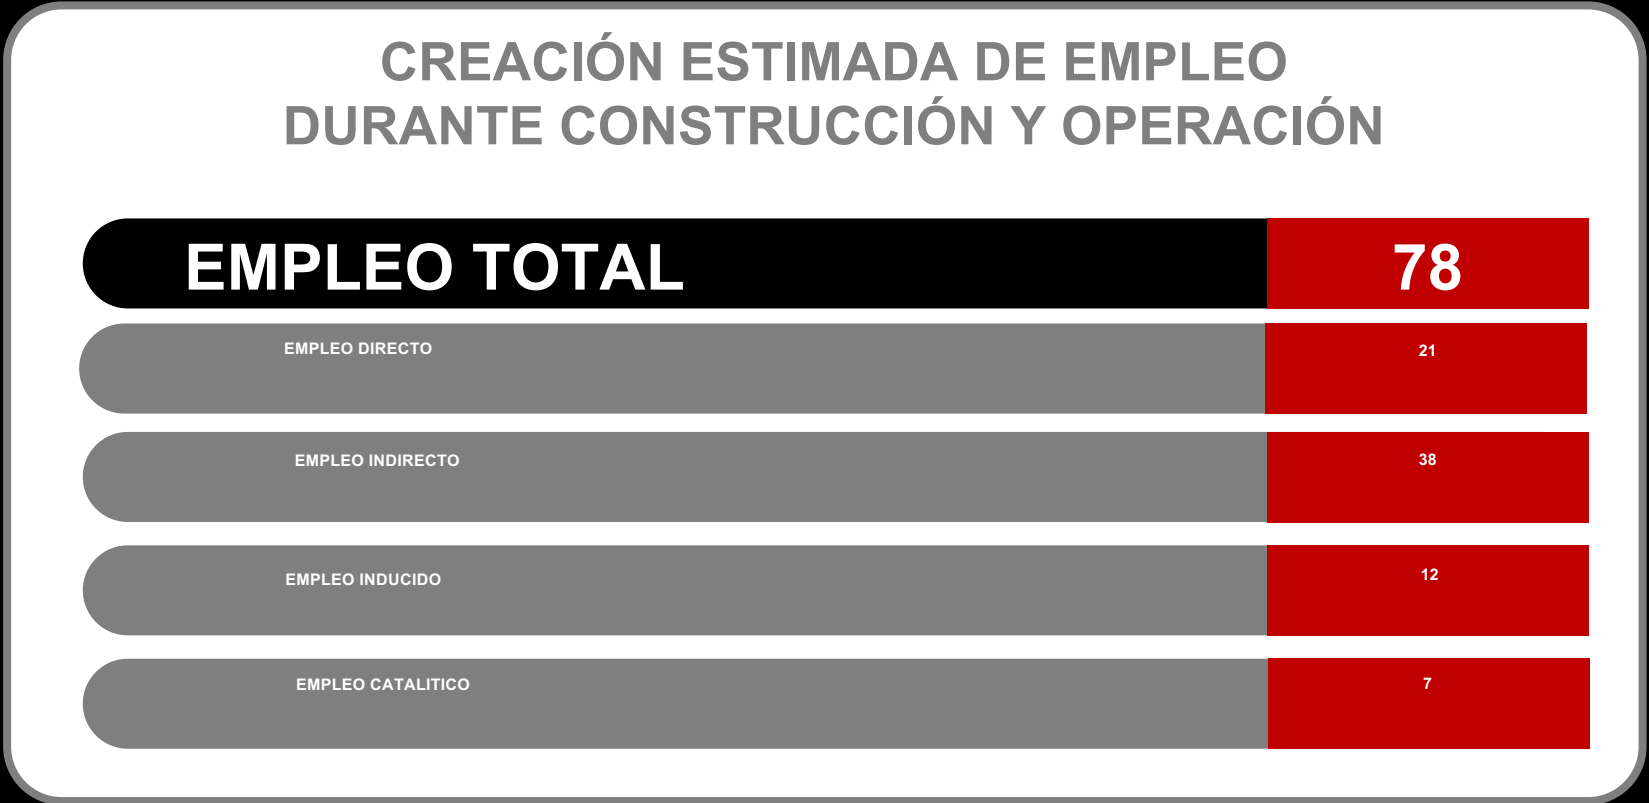 CREACIÓN ESTIMADA DE EMPLEO
DURANTE CONSTRUCCIÓN Y OPERACIÓN
EMPLEO TOTAL 78
EMPLEO DIRECTO 21
EMPLEO INDIRECTO 38
EMPLEO INDUCIDO 12
EMPLEO CATALITICO 7